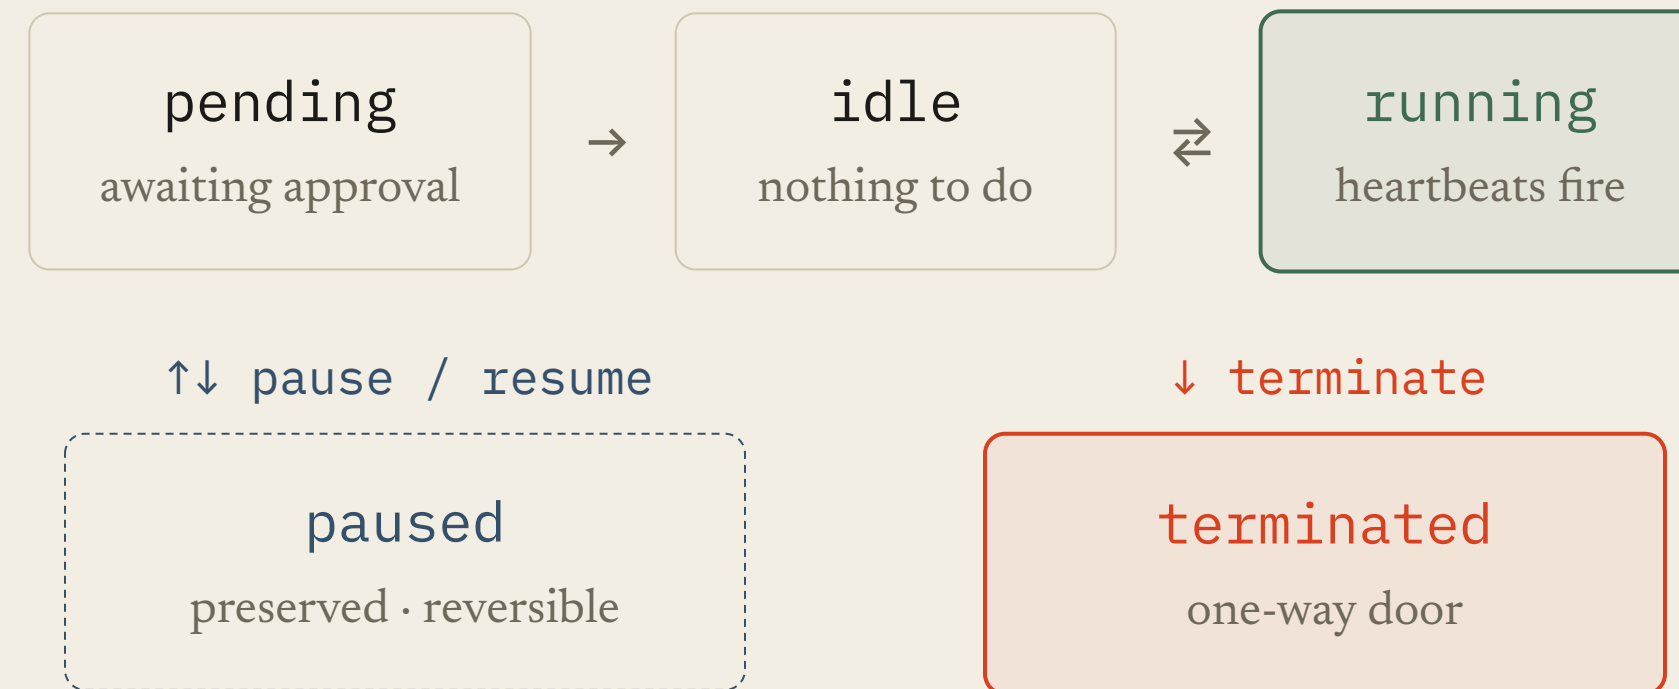 pending
awaiting approval
→
idle
nothing to do
⇄
running
heartbeats fire
↑↓ pause / resume
↓ terminate
paused
preserved · reversible
terminated
one-way door